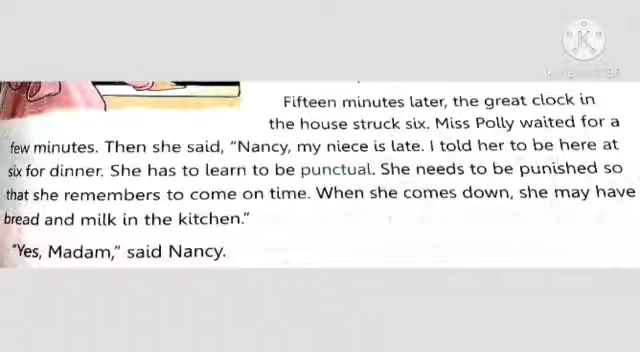 Fifteen minutes later, the great clock in
the house struck six. Miss Polly waited for a
few minutes. Then she said, "Nancy, my niece is late. I told her to be here at
six for dinner. She has to learn to be punctual. She needs to be punished so
that she remembers to come on time. When she comes down, she may have
bread and milk in the kitchen."
"Yes, Madam," said Nancy.